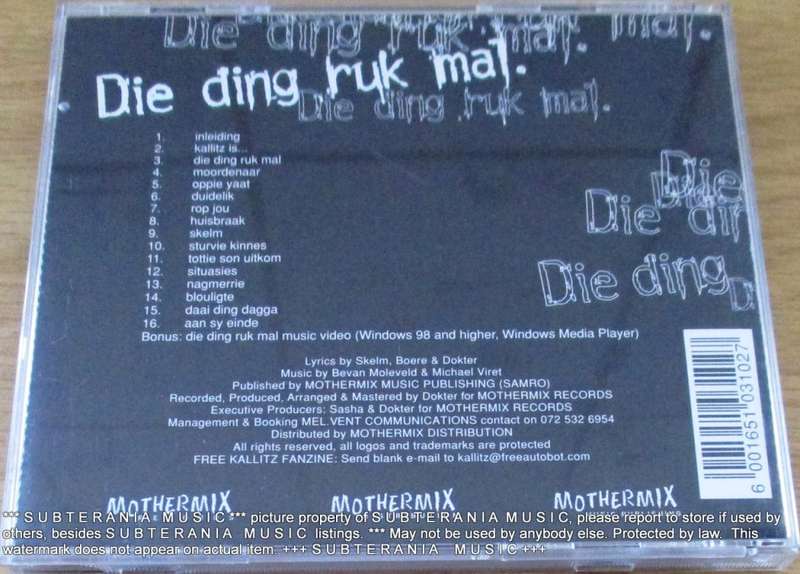 Die ding ruk mal. mal.
Die ding ruk mal.
Die ding ruk mal.
1. inleiding
2. kallitz is...
3. die ding ruk mal
4. moordenaar
5. oppie yaat
6. duidelik
7. rop jou
8. huisbraak
9. skelm
10. sturvie kinnes
11. tottie son uitkom
12. situasies
13. nagmerrie
14. blouligte
15. daai ding dagga
16. aan sy einde
Bonus: die ding ruk mal music video (Windows 98 and higher, Windows Media Player)
Die
Die din
Die ding
Lyrics by Skelm, Boere & Dokter
Music by Bevan Moleveld & Michael Viret
Published by MOTHERMIX MUSIC PUBLISHING (SAMRO)
Recorded, Produced, Arranged & Mastered by Dokter for MOTHERMIX RECORDS
Executive Producers: Sasha & Dokter for MOTHERMIX RECORDS
Management & Booking MEL.VENT COMMUNICATIONS contact on 072 532 6954
Distributed by MOTHERMIX DISTRIBUTION
All rights reserved, all logos and trademarks are protected
FREE KALLITZ FANZINE: Send blank e-mail to kallitz@freeautobot.com
6 001651 031027
MOTHERMIX MOTHERMIX MOTHERMIX
MUSIC PUBLISHING
*** S U B T E R A N I A M U S I C *** picture property of S U B T E R A N I A M U S I C, please report to store if used by
others, besides S U B T E R A N I A M U S I C listings. *** May not be used by anybody else. Protected by law. This
watermark does not appear on actual item. +++ S U B T E R A N I A M U S I C +++